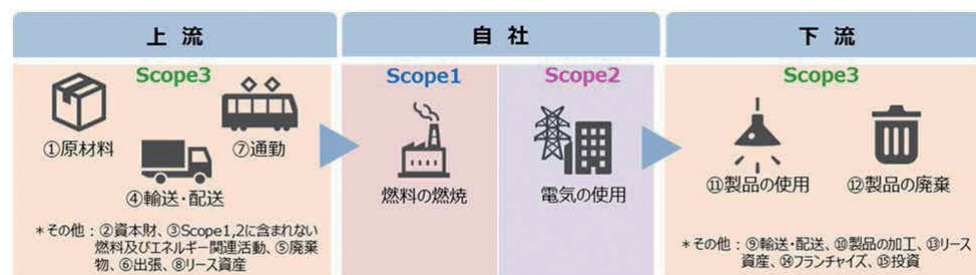 上 流
自 社
下 流
Scope3
①原材料
⑦通勤
④輸送・配送
＊その他：②資本財、③Scope1,2に含まれない
燃料及びエネルギー関連活動、⑤廃棄
物、⑥出張、⑧リース資産
Scope1
燃料の燃焼
Scope2
電気の使用
Scope3
⑪製品の使用
⑫製品の廃棄
＊その他：⑨輸送・配送、⑩製品の加工、⑬リース
資産、⑭フランチャイズ、⑮投資